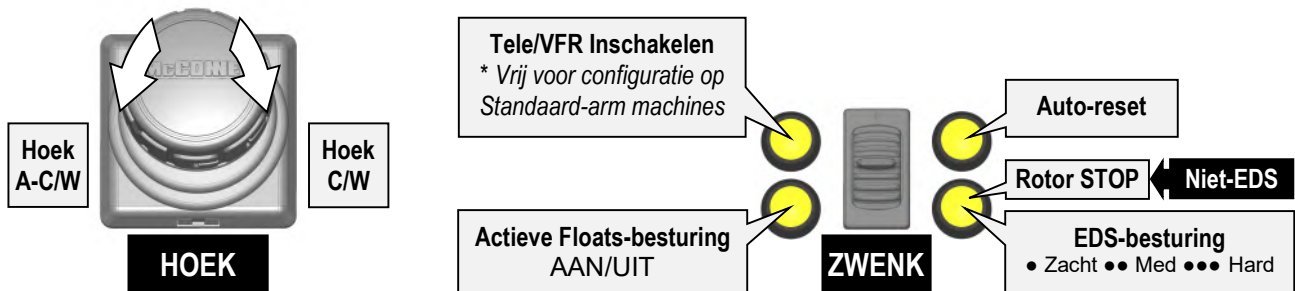 McCONNEL
Hoek
A-C/W
Hoek
C/W
HOEK
Tele/VFR Inschakelen
* Vrij voor configuratie op
Standaard-arm machines
Auto-reset
Rotor STOP
Niet-EDS
Actieve Floats-besturing
AAN/UIT
ZWENK
EDS-besturing
● Zacht ●● Med ●●● Hard